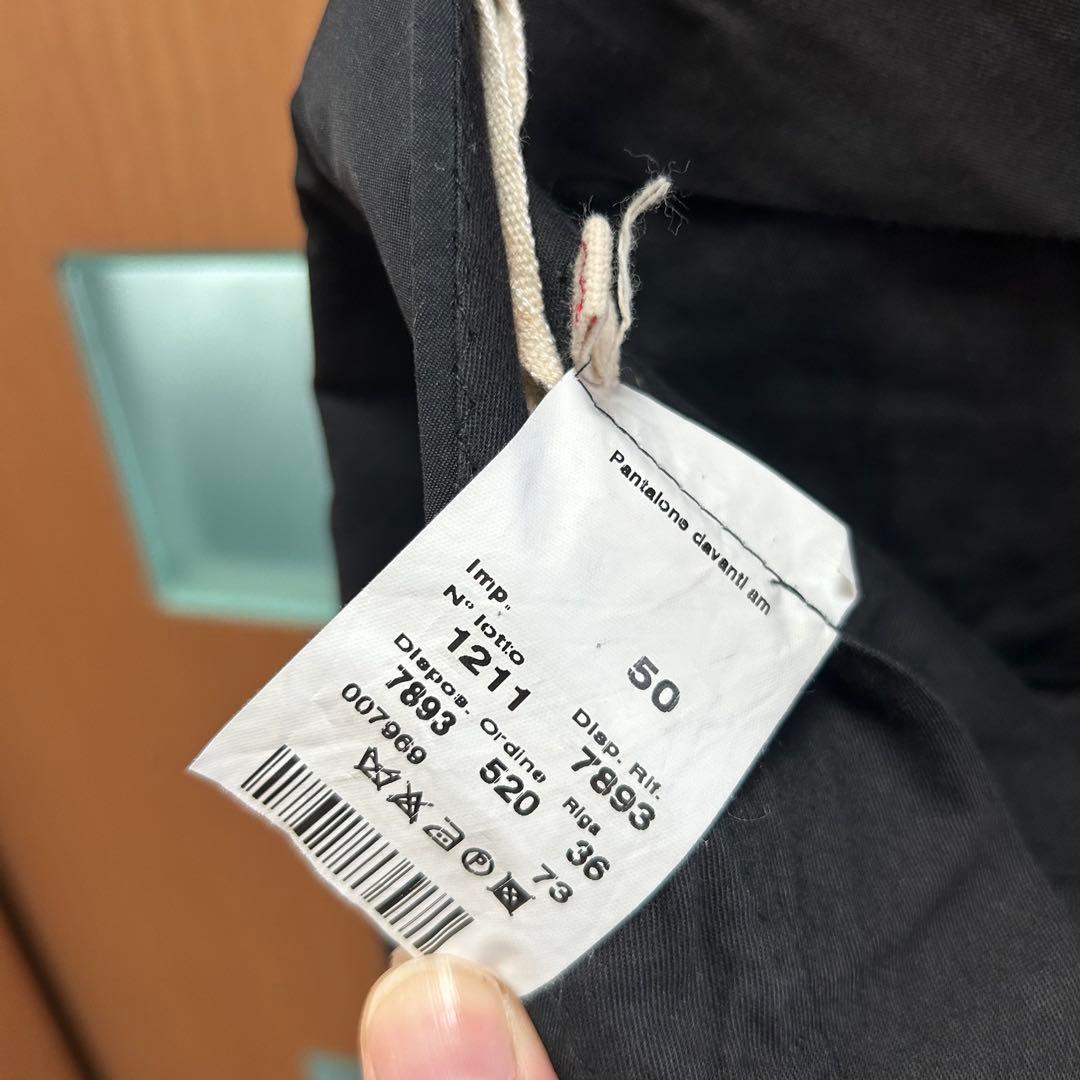 Pantalone davanti am
Imp.
50
N° lotto
Disp. Rif.
1211
7893
Dispos. Ordine Riga
7893 520 36
007969
73
P